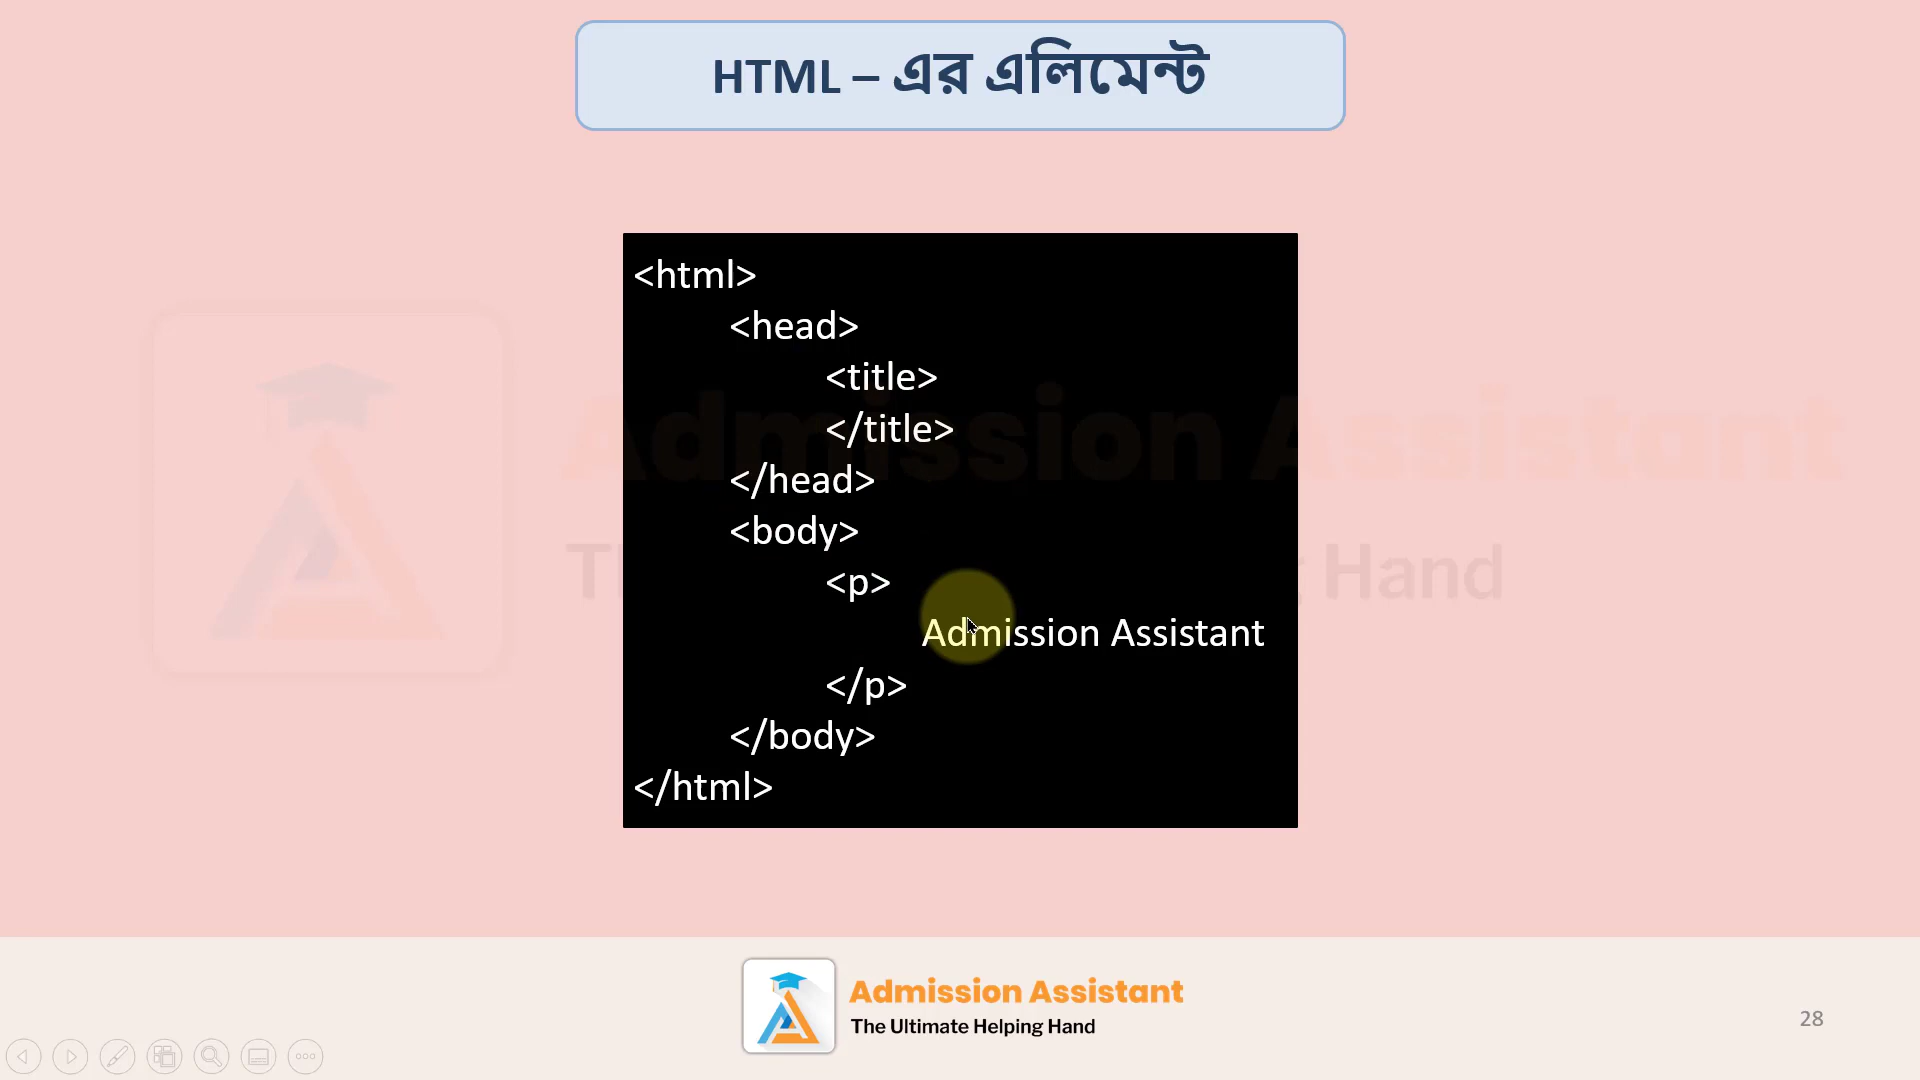 HTML – এর এলিমেন্ট
<html>
<head>
<title>
</title>
</head>
<body>
<p>
Admission Assistant
</p>
</body>
</html>
Admission Assistant
The Ultimate Helping Hand
28